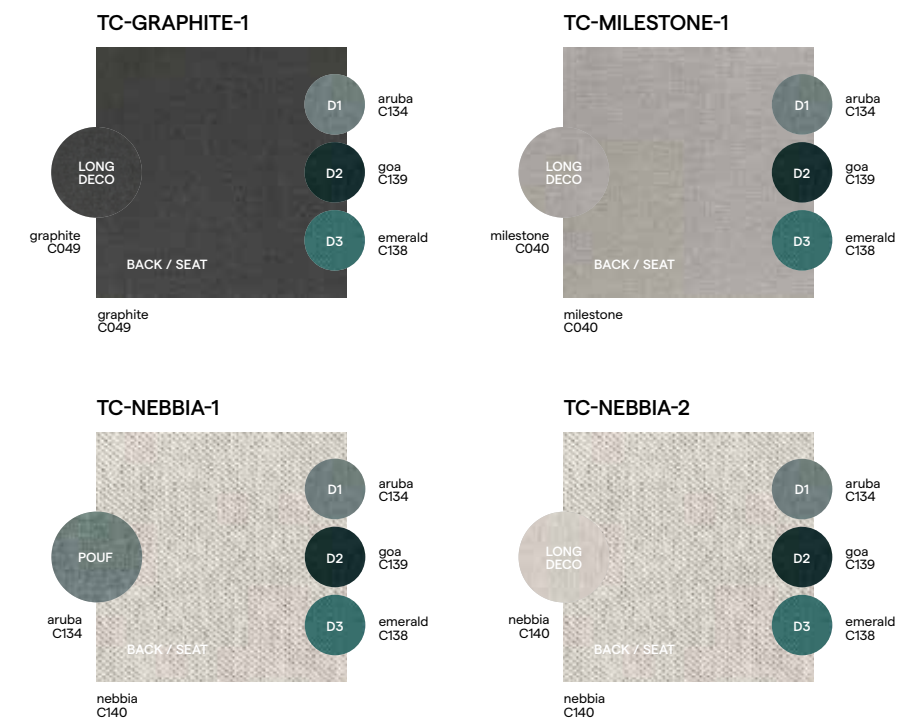 TC-GRAPHITE-1
D1
aruba
C134
LONG
DECO
D2
goa
C139
graphite
C049
D3
emerald
C138
BACK / SEAT
graphite
C049
TC-MILESTONE-1
D1
aruba
C134
LONG
DECO
D2
goa
C139
milestone
C040
D3
emerald
C138
BACK / SEAT
milestone
C040
TC-NEBBIA-1
D1
aruba
C134
POUF
D2
goa
C139
aruba
C134
D3
emerald
C138
BACK / SEAT
nebbia
C140
TC-NEBBIA-2
D1
aruba
C134
LONG
DECO
D2
goa
C139
nebbia
C140
D3
emerald
C138
BACK / SEAT
nebbia
C140